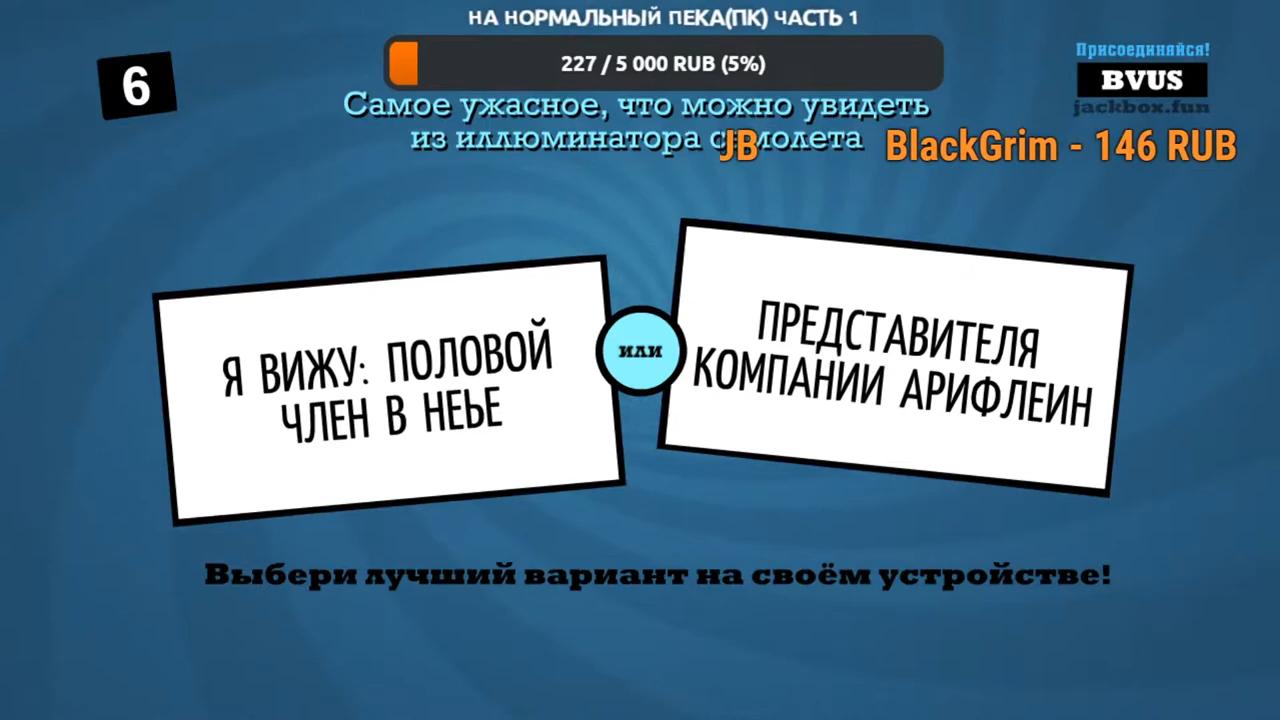 НА НОРМАЛЬНЫЙ ПЕКА(ПК) ЧАСТЬ 1
227 / 5 000 RUB (5%)
6
Присоединяйся!
BVUS
jackbox.fun
Самое ужасное, что можно увидеть
из иллюминатора самолета
JB BlackGrim - 146 RUB
Я ВИЖУ: ПОЛОВОЙ
ЧЛЕН В НЕЬЕ
ИЛИ
ПРЕДСТАВИТЕЛЯ
КОМПАНИИ АРИФЛЕИН
Выбери лучший вариант на своём устройстве!